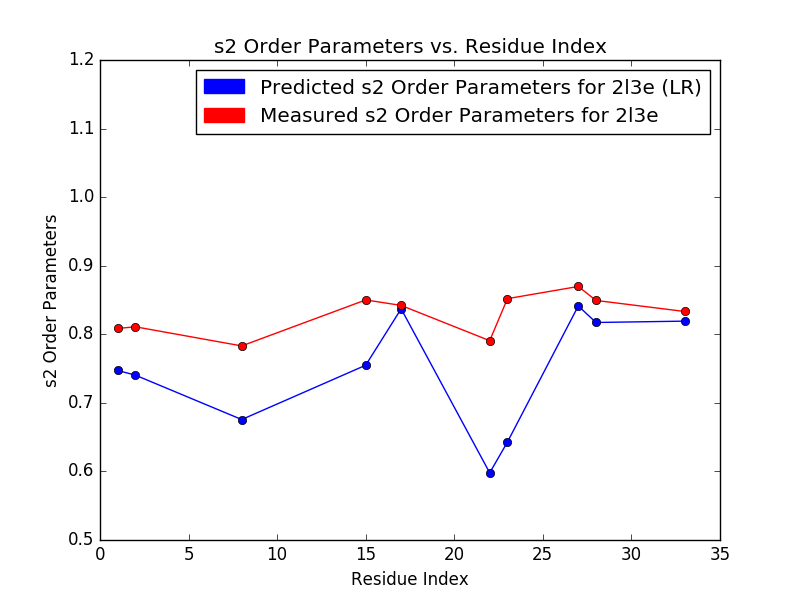 s2 Order Parameters vs. Residue Index
Predicted s2 Order Parameters for 2l3e (LR)
Measured s2 Order Parameters for 2l3e
1.2
1.1
1.0
0.9
0.8
0.7
0.6
0.5
s2 Order Parameters
0 5 10 15 20 25 30 35
Residue Index